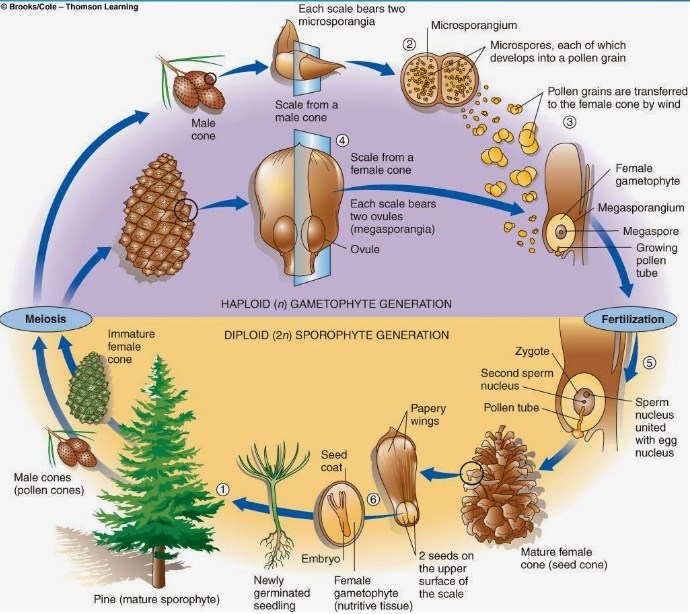 © Brooks/Cole – Thomson Learning
Each scale bears two
microsporangia
Microsporangium
②
Microspores, each of which
develops into a pollen grain
Pollen grains are transferred
to the female cone by wind
③
Scale from a
male cone
Male
cone
④
Scale from a
female cone
Each scale bears
two ovules
(megasporangia)
Ovule
Female
gametophyte
Megasporangium
Megaspore
Growing
pollen
tube
HAPLOID (n) GAMETOPHYTE GENERATION
Meiosis
Fertilization
DIPLOID (2n) SPOROPHYTE GENERATION
Immature
female
cone
Zygote
⑤
Second sperm
nucleus
Pollen tube
Sperm
nucleus
united
with egg
nucleus
Papery
wings
Seed
coat
Male cones
(pollen cones)
①
⑥
Embryo
2 seeds on
the upper
surface of
the scale
Mature female
cone (seed cone)
Newly
germinated
seedling
Female
gametophyte
(nutritive tissue)
Pine (mature sporophyte)